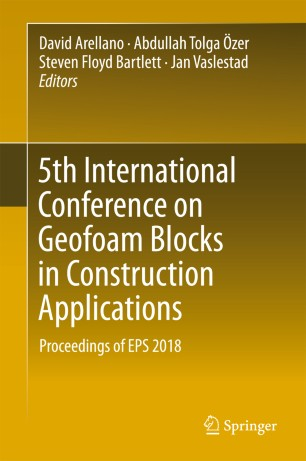 David Arellano · Abdullah Tolga Özer
Steven Floyd Bartlett · Jan Vaslestad
Editors
5th International
Conference on
Geofoam Blocks
in Construction
Applications
Proceedings of EPS 2018
Springer